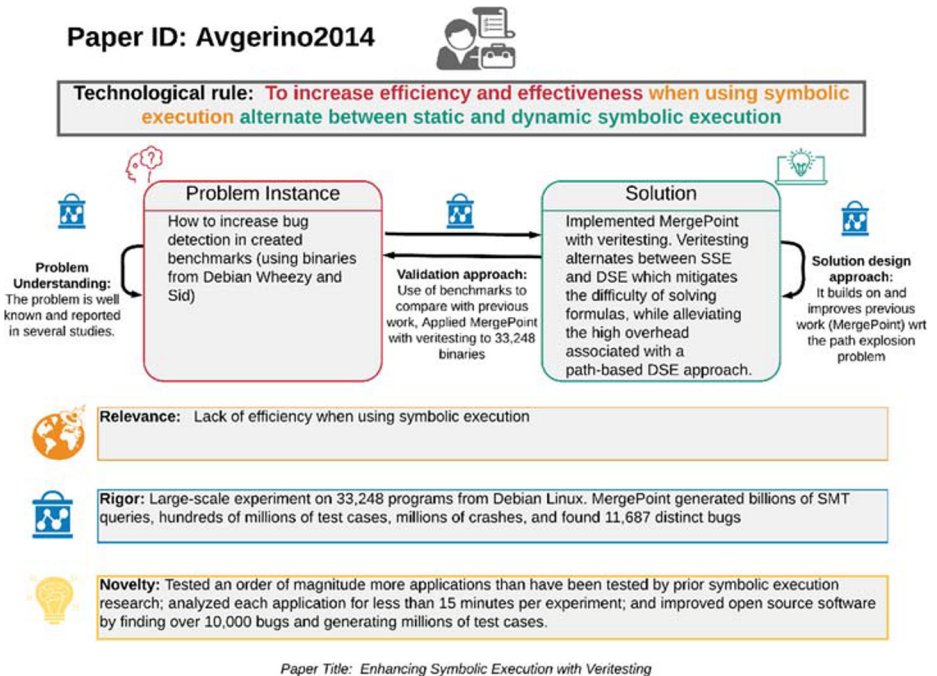 Paper ID: Avgerino2014
Technological rule: To increase efficiency and effectiveness when using symbolic
execution alternate between static and dynamic symbolic execution
Problem Instance
How to increase bug
detection in created
benchmarks (using binaries
from Debian Wheezy and
Sid)
Solution
Implemented MergePoint
with veritesting. Veritesting
alternates between SSE
and DSE which mitigates
the difficulty of solving
formulas, while alleviating
the high overhead
associated with a
path-based DSE approach.
Problem
Understanding:
The problem is well
known and reported
in several studies.
Validation approach:
Use of benchmarks to
compare with previous
work, Applied MergePoint
with veritesting to 33,248
binaries
Solution design
approach:
It builds on and
improves previous
work (MergePoint) wrt
the path explosion
problem
Relevance: Lack of efficiency when using symbolic execution
Rigor: Large-scale experiment on 33,248 programs from Debian Linux. MergePoint generated billions of SMT
queries, hundreds of millions of test cases, millions of crashes, and found 11,687 distinct bugs
Novelty: Tested an order of magnitude more applications than have been tested by prior symbolic execution
research; analyzed each application for less than 15 minutes per experiment; and improved open source software
by finding over 10,000 bugs and generating millions of test cases.
Paper Title: Enhancing Symbolic Execution with Veritesting